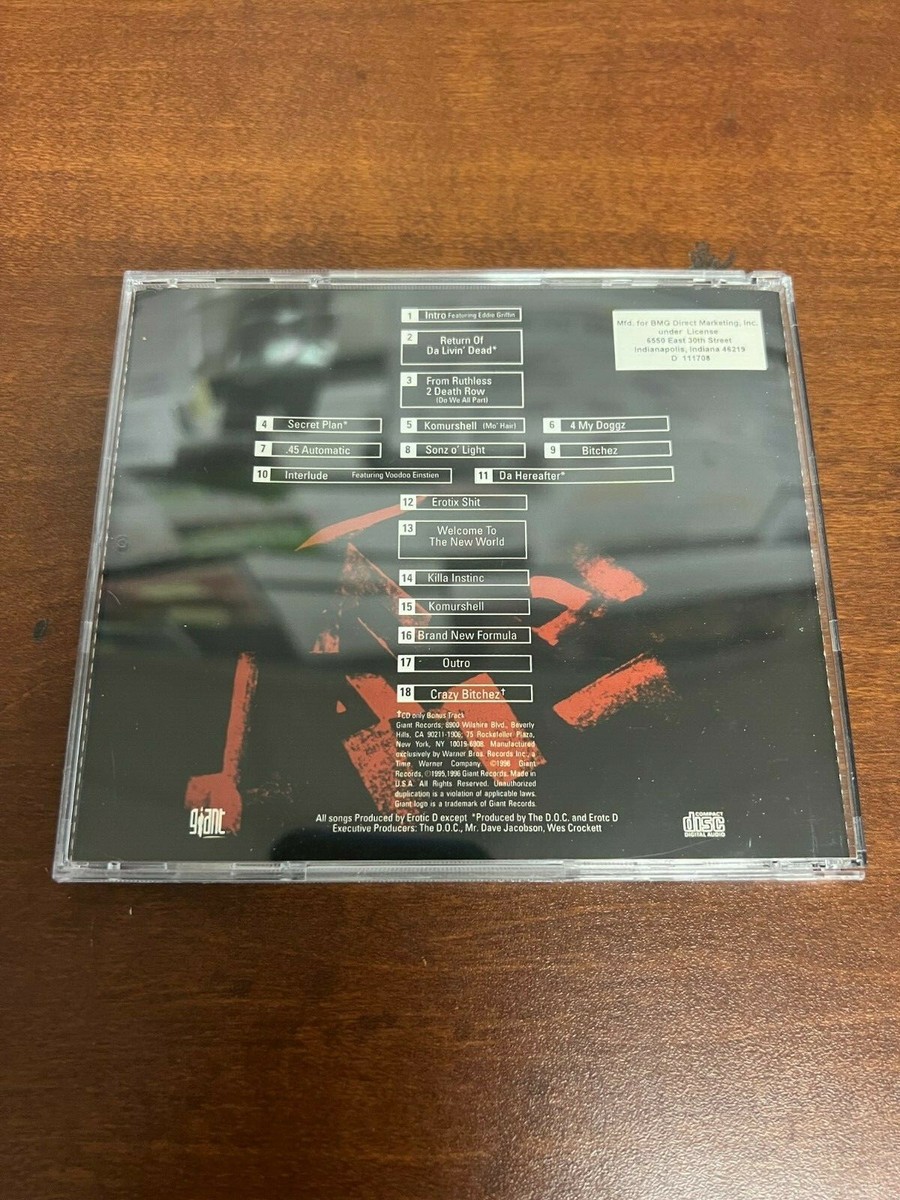 1 Intro Featuring Eddie Griffin
2 Return Of
Da Livin' Dead*
3 From Ruthless
2 Death Row
(Do We All Part)
4 Secret Plan*
5 Komurshell (Mo' Hair)
6 4 My Doggz
7 .45 Automatic
8 Sonz o' Light
9 Bitchez
10 Interlude Featuring Voodoo Einstien
11 Da Hereafter*
12 Erotix Shit
13 Welcome To
The New World
14 Killa Instinc
15 Komurshell
16 Brand New Formula
17 Outro
18 Crazy Bitchez†
Mfd. for BMG Direct Marketing, Inc.
under License
6550 East 30th Street
Indianapolis, Indiana 46219
D 111708
†CD only Bonus Track
Giant Records, 8900 Wilshire Blvd., Beverly
Hills, CA 90211-1906; 75 Rockefeller Plaza,
New York, NY 10019-6908. Manufactured
exclusively by Warner Bros. Records Inc., a
Time Warner Company ©1996 Giant
Records, ℗1995,1996 Giant Records. Made in
U.S.A. All Rights Reserved. Unauthorized
duplication is a violation of applicable laws.
Giant logo is a trademark of Giant Records.
All songs Produced by Erotic D except *Produced by The D.O.C. and Erotc D
Executive Producers: The D.O.C., Mr. Dave Jacobson, Wes Crockett
giant
COMPACT
disc
DIGITAL AUDIO